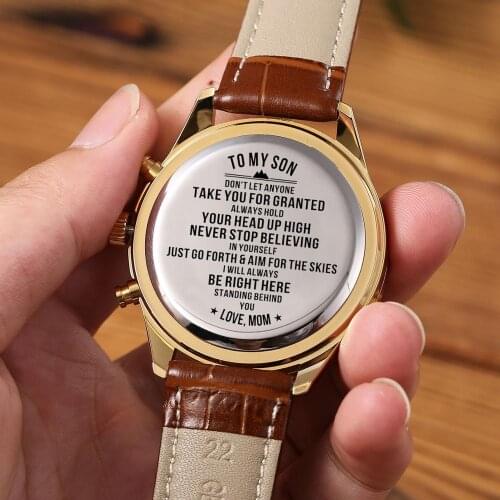 TO MY SON
DON'T LET ANYONE
TAKE YOU FOR GRANTED
ALWAYS HOLD
YOUR HEAD UP HIGH
NEVER STOP BELIEVING
IN YOURSELF
JUST GO FORTH & AIM FOR THE SKIES
I WILL ALWAYS
BE RIGHT HERE
STANDING BEHIND
YOU
★ LOVE, MOM ★
22